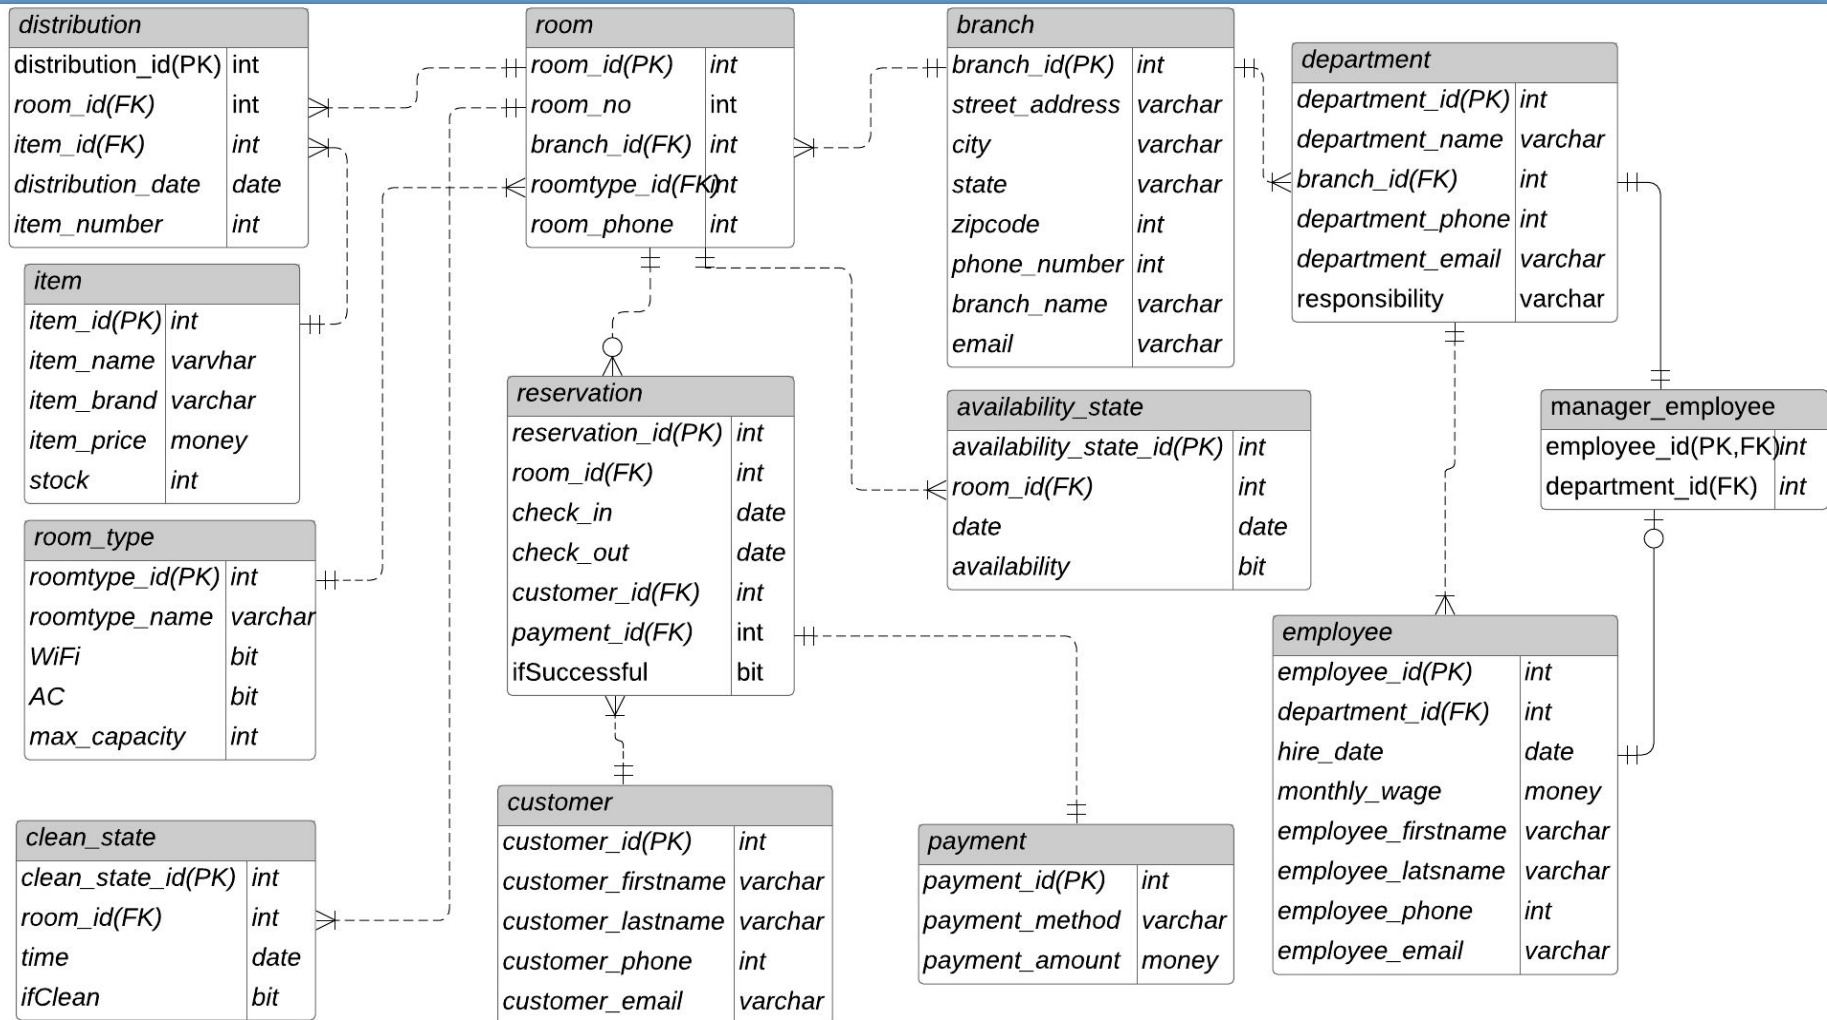 distribution
distribution_id(PK) int
room_id(FK) int
item_id(FK) int
distribution_date date
item_number int
room
room_id(PK) int
room_no int
branch_id(FK) int
roomtype_id(FK) int
room_phone int
branch
branch_id(PK) int
street_address varchar
city varchar
state varchar
zipcode int
phone_number int
branch_name varchar
email varchar
department
department_id(PK) int
department_name varchar
branch_id(FK) int
department_phone int
department_email varchar
responsibility varchar
item
item_id(PK) int
item_name varvhar
item_brand varchar
item_price money
stock int
reservation
reservation_id(PK) int
room_id(FK) int
check_in date
check_out date
customer_id(FK) int
payment_id(FK) int
ifSuccessful bit
availability_state
availability_state_id(PK) int
room_id(FK) int
date date
availability bit
manager_employee
employee_id(PK,FK) int
department_id(FK) int
room_type
roomtype_id(PK) int
roomtype_name varchar
WiFi bit
AC bit
max_capacity int
employee
employee_id(PK) int
department_id(FK) int
hire_date date
monthly_wage money
employee_firstname varchar
employee_latsname varchar
employee_phone int
employee_email varchar
clean_state
clean_state_id(PK) int
room_id(FK) int
time date
ifClean bit
customer
customer_id(PK) int
customer_firstname varchar
customer_lastname varchar
customer_phone int
customer_email varchar
payment
payment_id(PK) int
payment_method varchar
payment_amount money